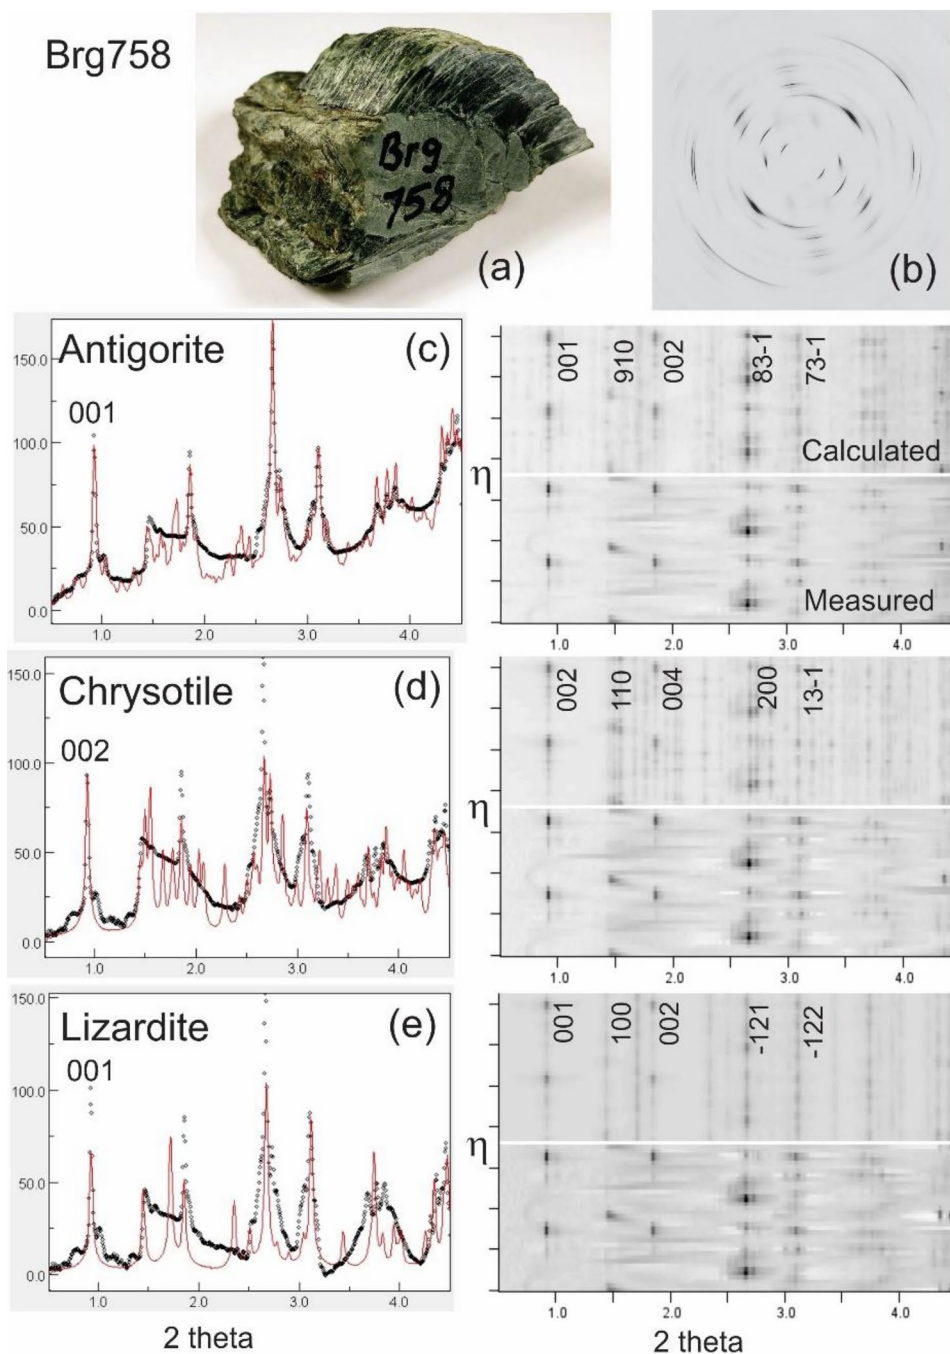 Brg758
Brg
758
(a)
(b)
Antigorite
(c)
001
150.0
100.0
50.0
0.0
1.0 2.0 3.0 4.0
001 910 002 83-1 73-1
Calculated
η
Measured
1.0 2.0 3.0 4.0
Chrysotile
(d)
002
150.0
100.0
50.0
0.0
1.0 2.0 3.0 4.0
002 110 004 200 13-1
η
1.0 2.0 3.0 4.0
Lizardite
(e)
001
150.0
100.0
50.0
0.0
1.0 2.0 3.0 4.0
2 theta
001 100 002 -121 -122
η
1.0 2.0 3.0 4.0
2 theta